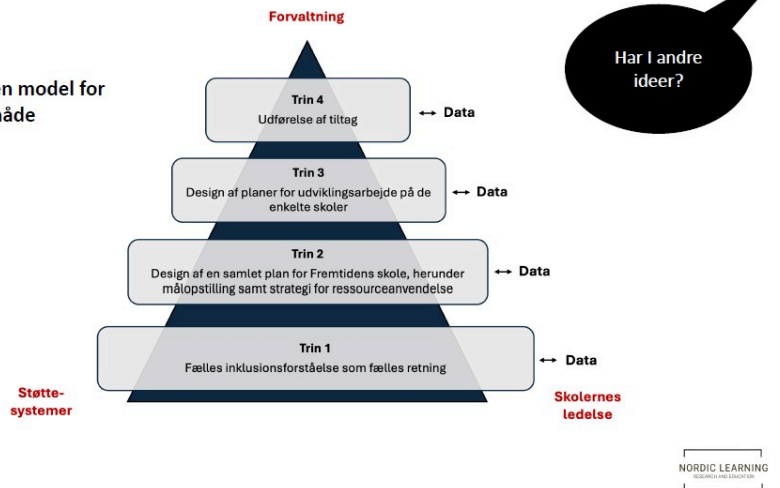 Forvaltning
en model for
åde
Har I andre
ideer?
Trin 4
Udførelse af tiltag
Data
Trin 3
Design af planer for udviklingsarbejde på de
enkelte skoler
Data
Trin 2
Design af en samlet plan for Fremtidens skole, herunder
målopstilling samt strategi for ressourceanvendelse
Data
Trin 1
Fælles inklusionsforståelse som fælles retning
Data
Støtte-
systemer
Skolernes
ledelse
NORDIC LEARNING
RESEARCH AND EDUCATION